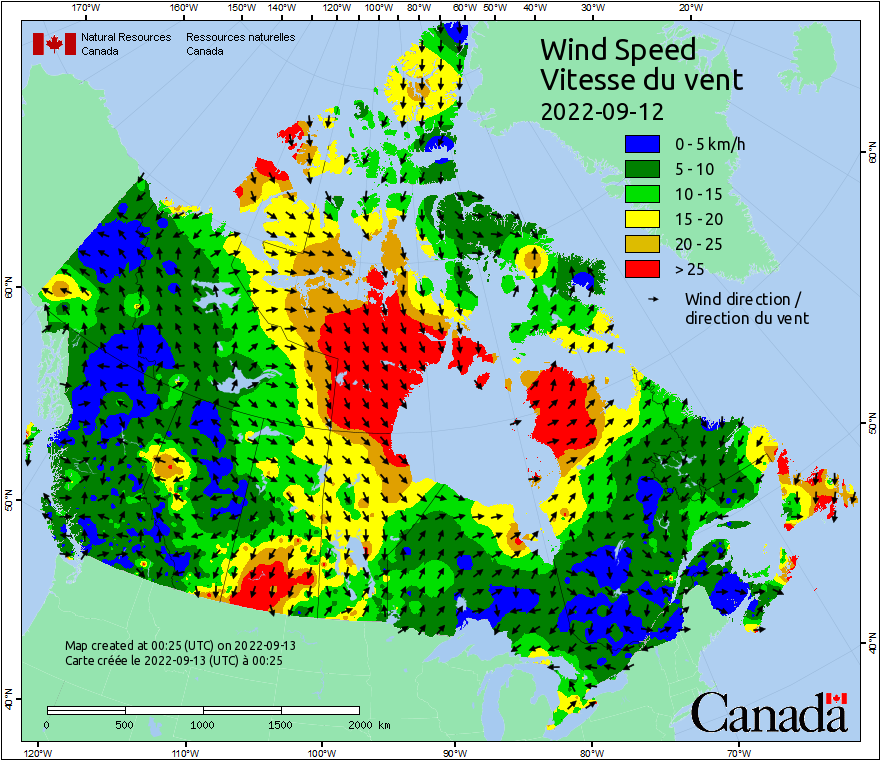 170°W 160°W 150°W 140°W 120°W 100°W 80°W 60°W 50°W 40°W 30°W 20°W
Natural Resources Ressources naturelles
Canada Canada
Wind Speed
Vitesse du vent
2022-09-12
0 - 5 km/h
5 - 10
10 - 15
15 - 20
20 - 25
> 25
Wind direction /
direction du vent
60°N
60°N
50°N
50°N
40°N
40°N
Map created at 00:25 (UTC) on 2022-09-13
Carte créée le 2022-09-13 (UTC) à 00:25
0 500 1000 1500 2000 km
Canada
120°W 110°W 100°W 90°W 80°W 70°W